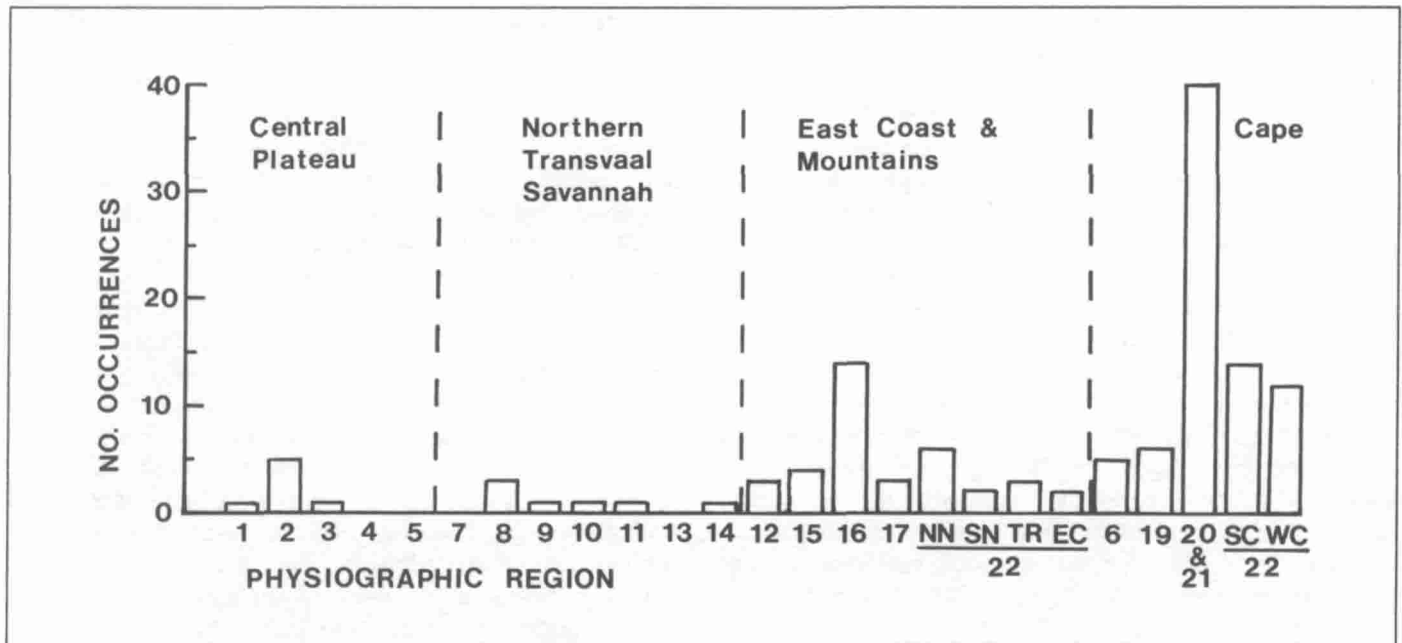 40
30
20
10
0
NO. OCCURRENCES
Central
Plateau
Northern
Transvaal
Savannah
East Coast &
Mountains
Cape
1 2 3 4 5 7 8 9 10 11 13 14 12 15 16 17 NN SN TR EC 6 19 20 SC WC
&
21
22 22
PHYSIOGRAPHIC REGION